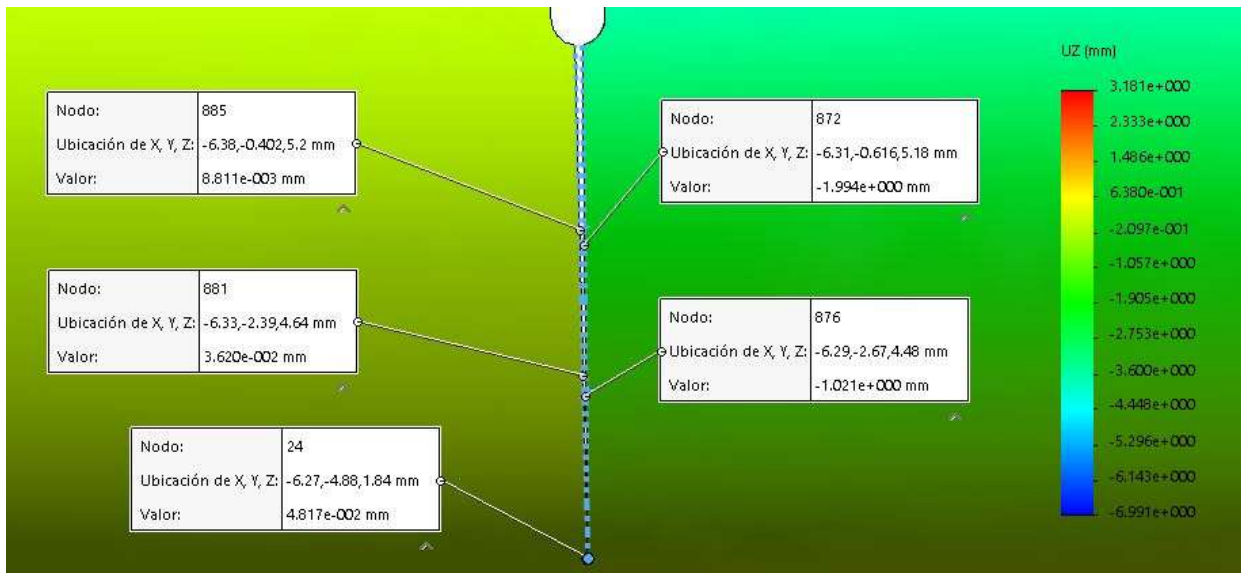 Nodo: 885
Ubicación de X, Y, Z: -6.38,-0.402,5.2 mm
Valor: 8.811e-003 mm
Nodo: 881
Ubicación de X, Y, Z: -6.33,-2.39,4.64 mm
Valor: 3.620e-002 mm
Nodo: 24
Ubicación de X, Y, Z: -6.27,-4.88,1.84 mm
Valor: 4.817e-002 mm
Nodo: 872
Ubicación de X, Y, Z: -6.31,-0.616,5.18 mm
Valor: -1.994e+000 mm
Nodo: 876
Ubicación de X, Y, Z: -6.29,-2.67,4.48 mm
Valor: -1.021e+000 mm
UZ (mm)
3.181e+000
2.333e+000
1.486e+000
6.380e-001
-2.097e-001
-1.057e+000
-1.905e+000
-2.753e+000
-3.600e+000
-4.448e+000
-5.296e+000
-6.143e+000
-6.991e+000